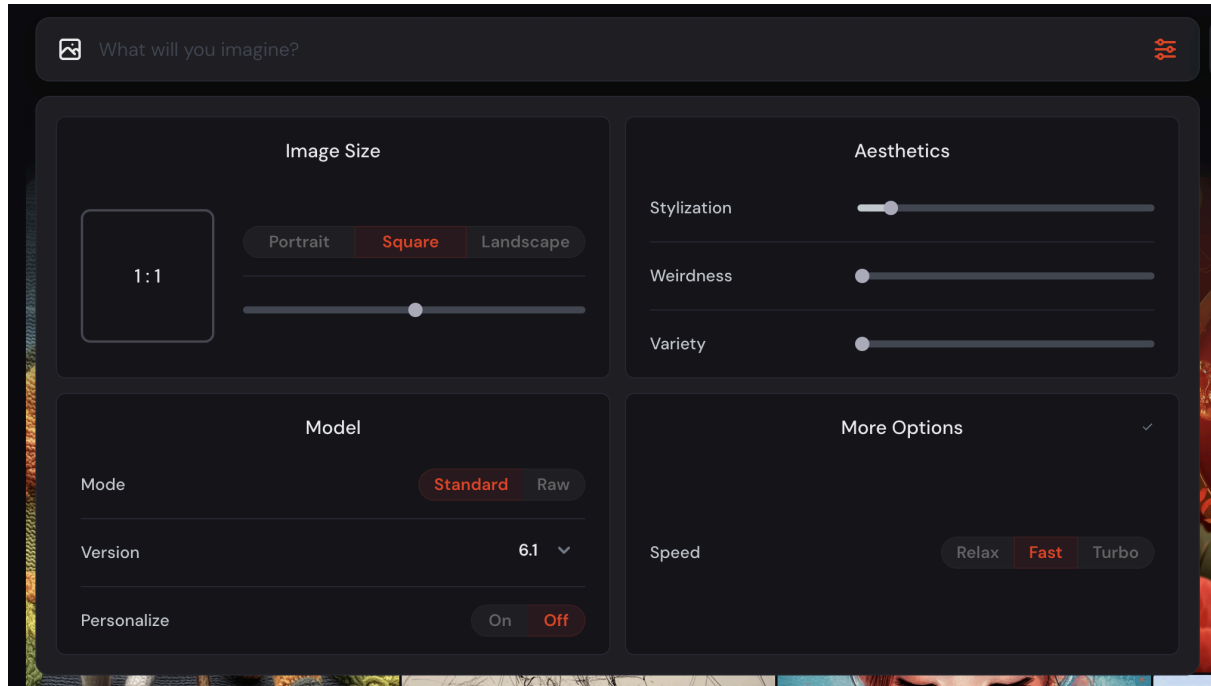 What will you imagine?
Image Size
1:1
Portrait Square Landscape
Aesthetics
Stylization
Weirdness
Variety
Model
Mode Standard Raw
Version 6.1
Personalize On Off
More Options
Speed Relax Fast Turbo